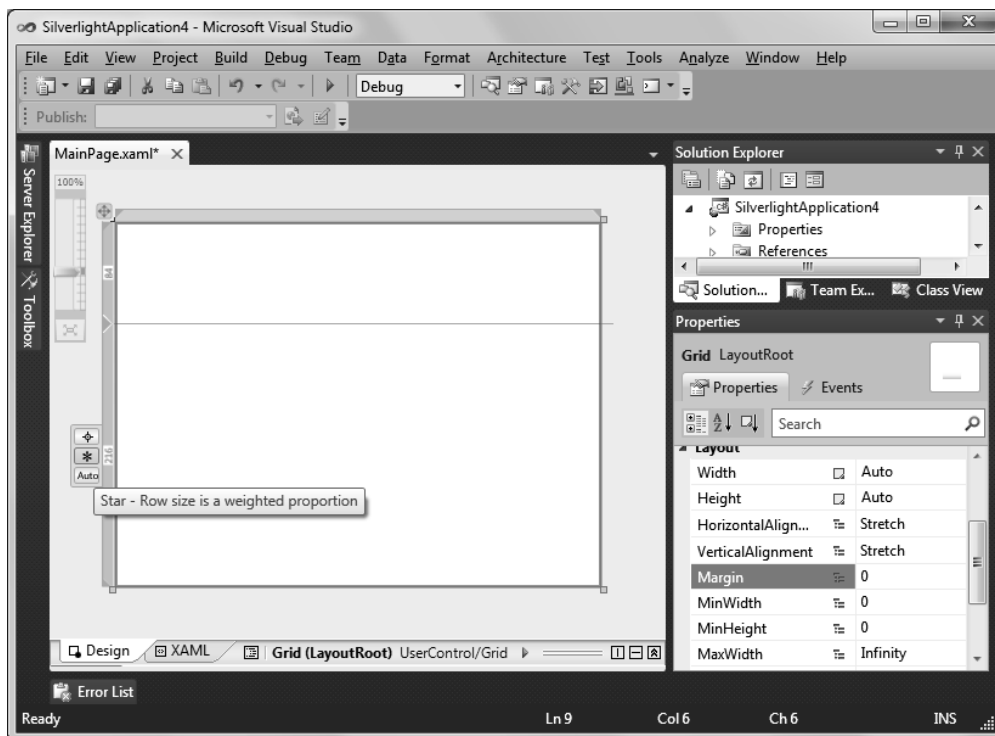 SilverlightApplication4 - Microsoft Visual Studio
File Edit View Project Build Debug Team Data Format Architecture Test Tools Analyze Window Help
Debug
Publish:
Server Explorer
Toolbox
MainPage.xaml*
100%
84
216
Auto
Star - Row size is a weighted proportion
Design XAML Grid (LayoutRoot) UserControl/Grid
Solution Explorer
SilverlightApplication4
Properties
References
Solution... Team Ex... Class View
Properties
Grid LayoutRoot
Properties Events
Search
Layout
Width Auto
Height Auto
HorizontalAlign... Stretch
VerticalAlignment Stretch
Margin 0
MinWidth 0
MinHeight 0
MaxWidth Infinity
Error List
Ready Ln 9 Col 6 Ch 6 INS